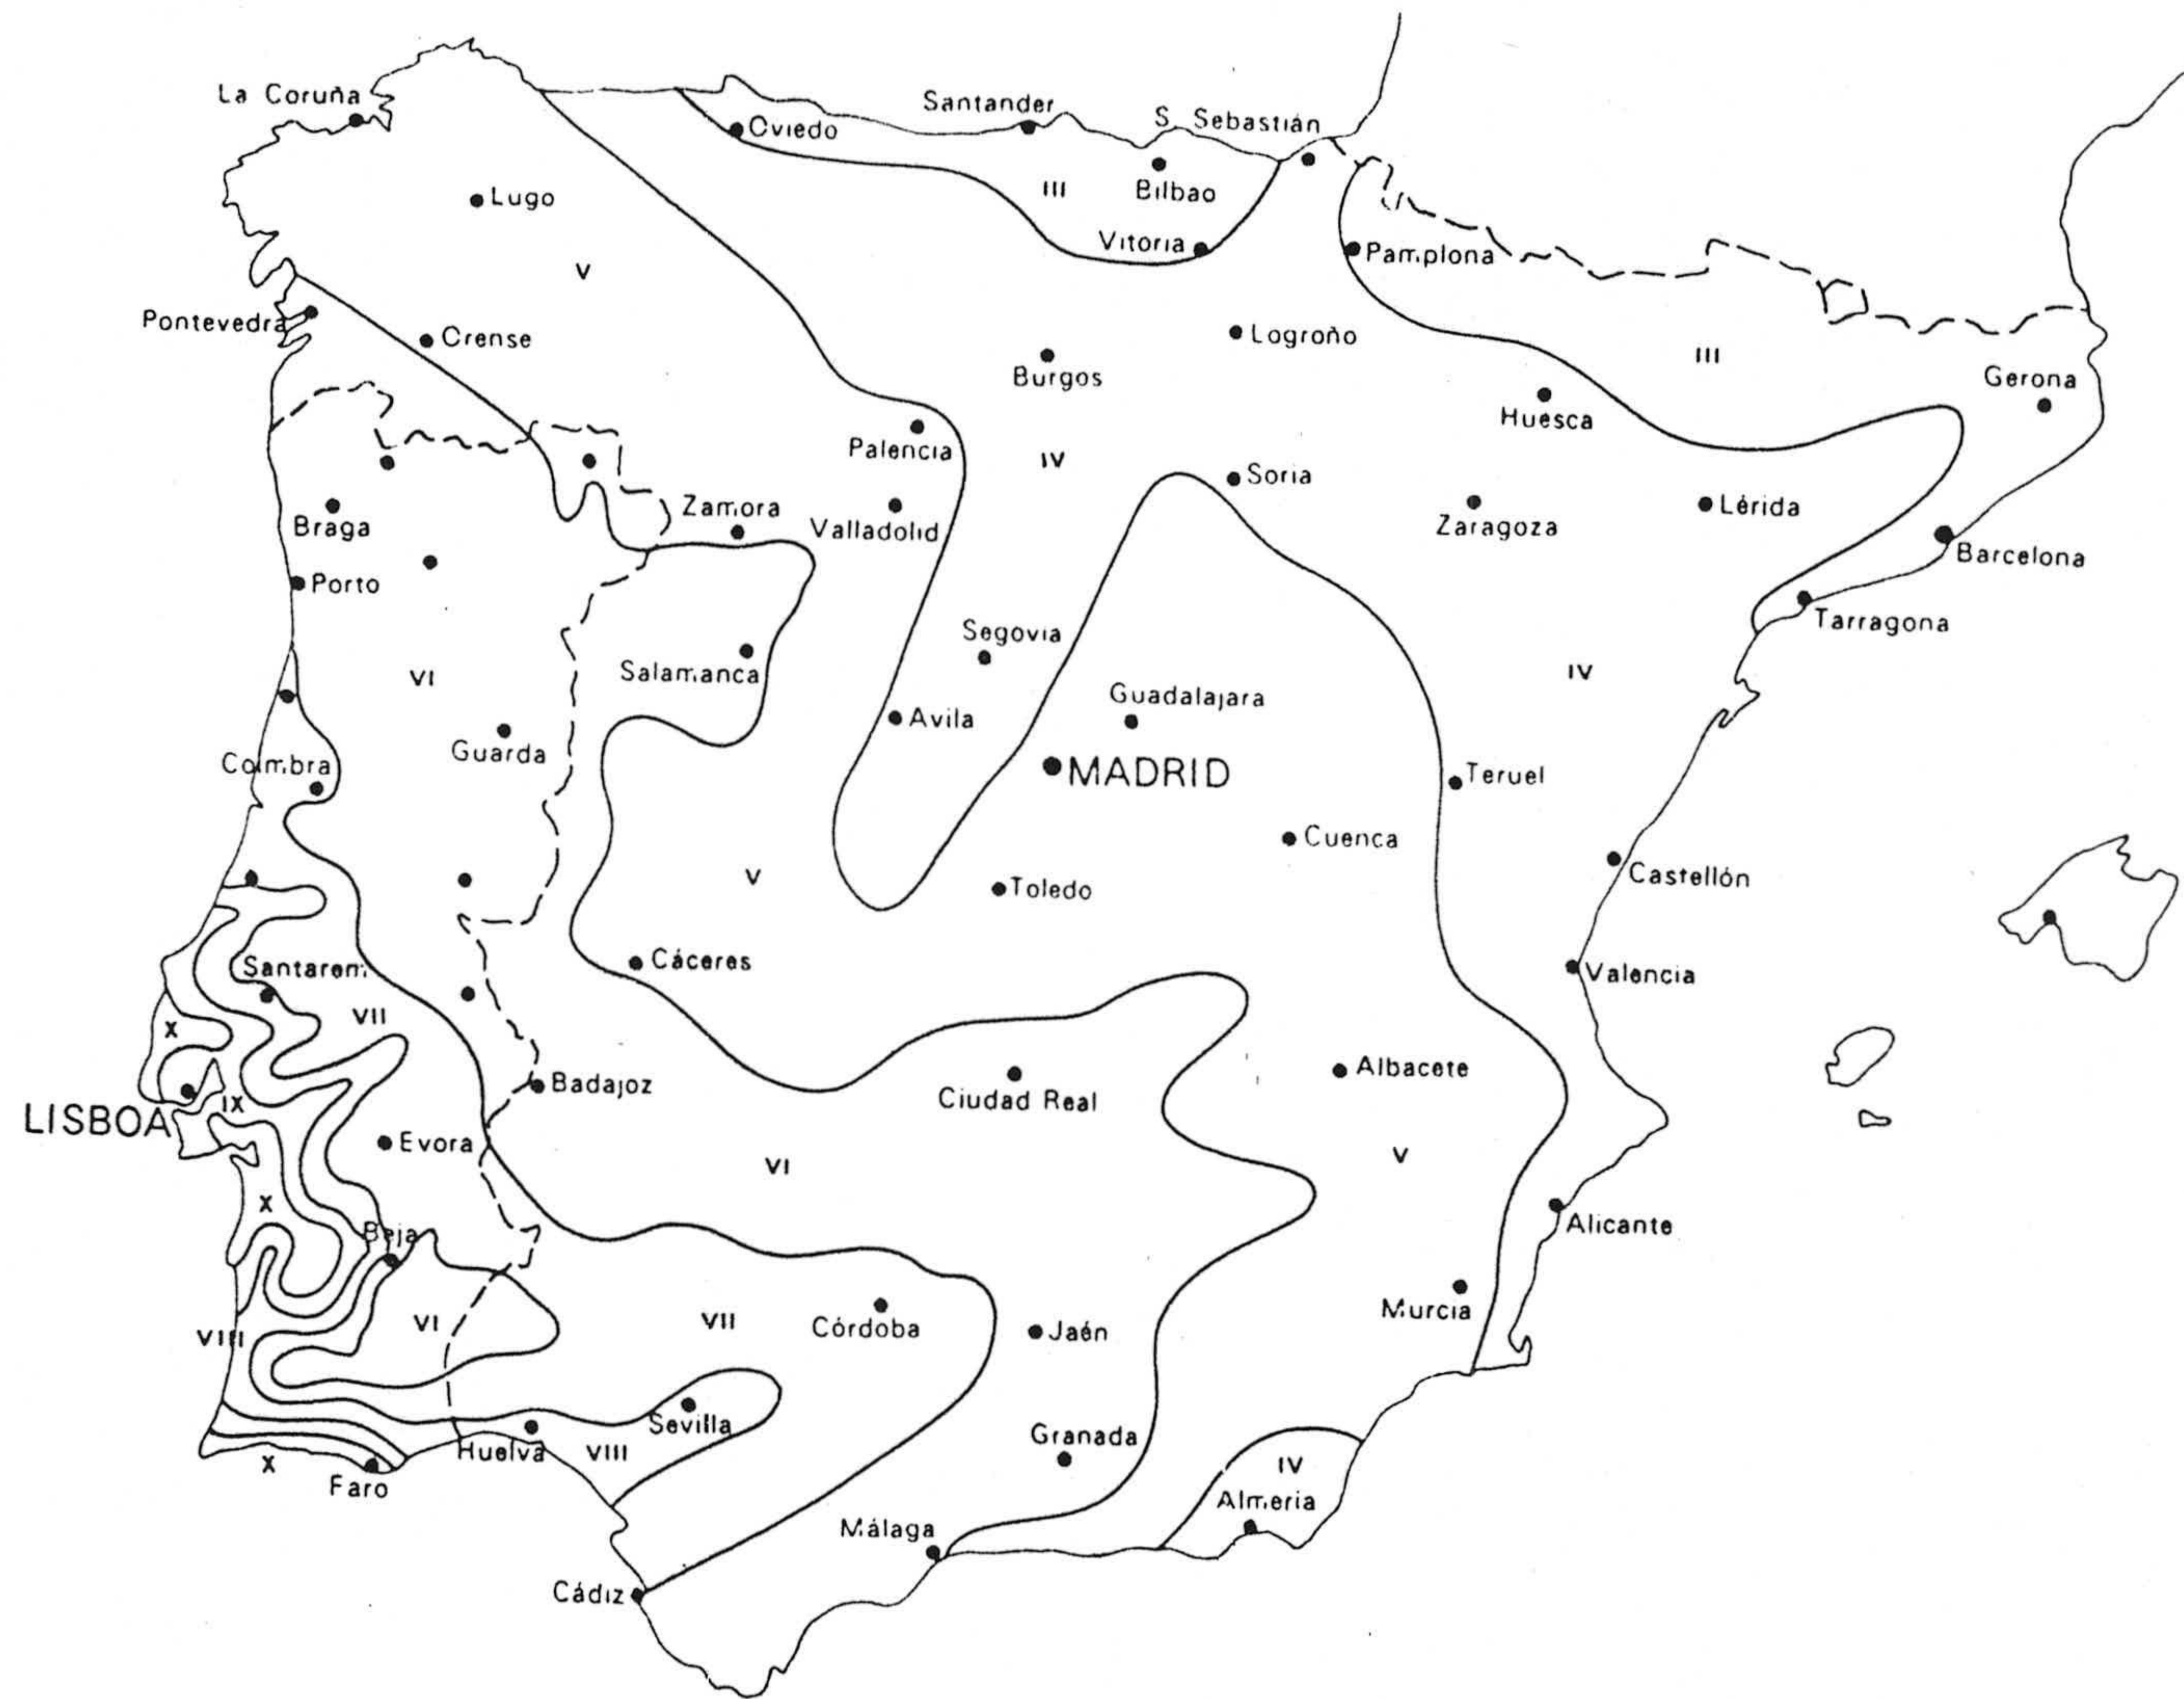 La Coruña
Santander
S. Sebastián
Oviedo
Lugo
III
Bilbao
Vitoria
Pamplona
V
Pontevedra
Orense
Logroño
Burgos
III
Gerona
Huesca
Palencia
IV
Soria
Zamora
Valladolid
Zaragoza
Lérida
Braga
Barcelona
Porto
Tarragona
Segovia
VI
Salamanca
IV
Guadalajara
Avila
Guarda
Coimbra
MADRID
Teruel
Cuenca
V
Toledo
Castellón
Cáceres
Santarem
Valencia
VII
X
Badajoz
Albacete
Ciudad Real
IX
LISBOA
Evora
V
VI
X
Beja
Alicante
Murcia
VI
VII
Córdoba
Jaén
VIII
Sevilla
Huelva
VIII
Granada
X
IV
Faro
Almeria
Málaga
Cádiz